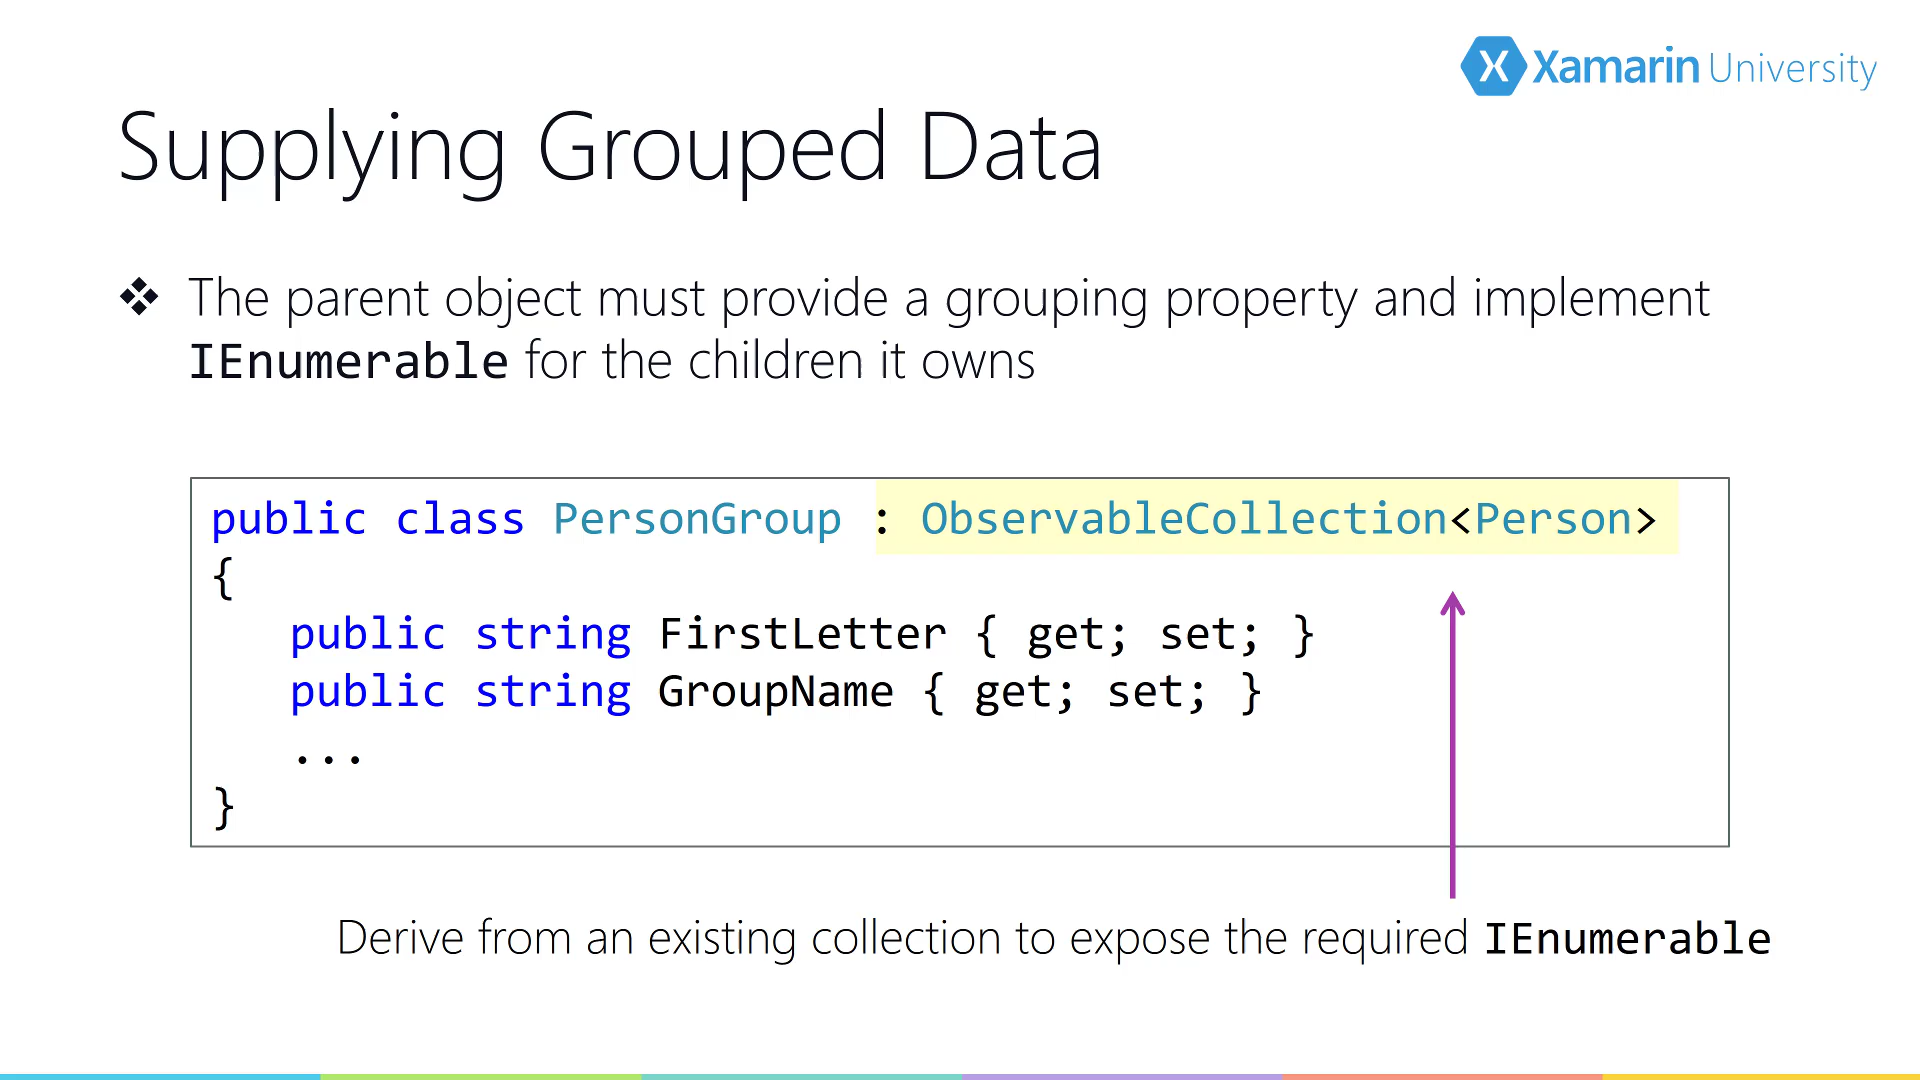 Xamarin University
Supplying Grouped Data
❖ The parent object must provide a grouping property and implement
IEnumerable for the children it owns
public class PersonGroup : ObservableCollection<Person>
{
   public string FirstLetter { get; set; }
   public string GroupName { get; set; }
   ...
}
Derive from an existing collection to expose the required IEnumerable